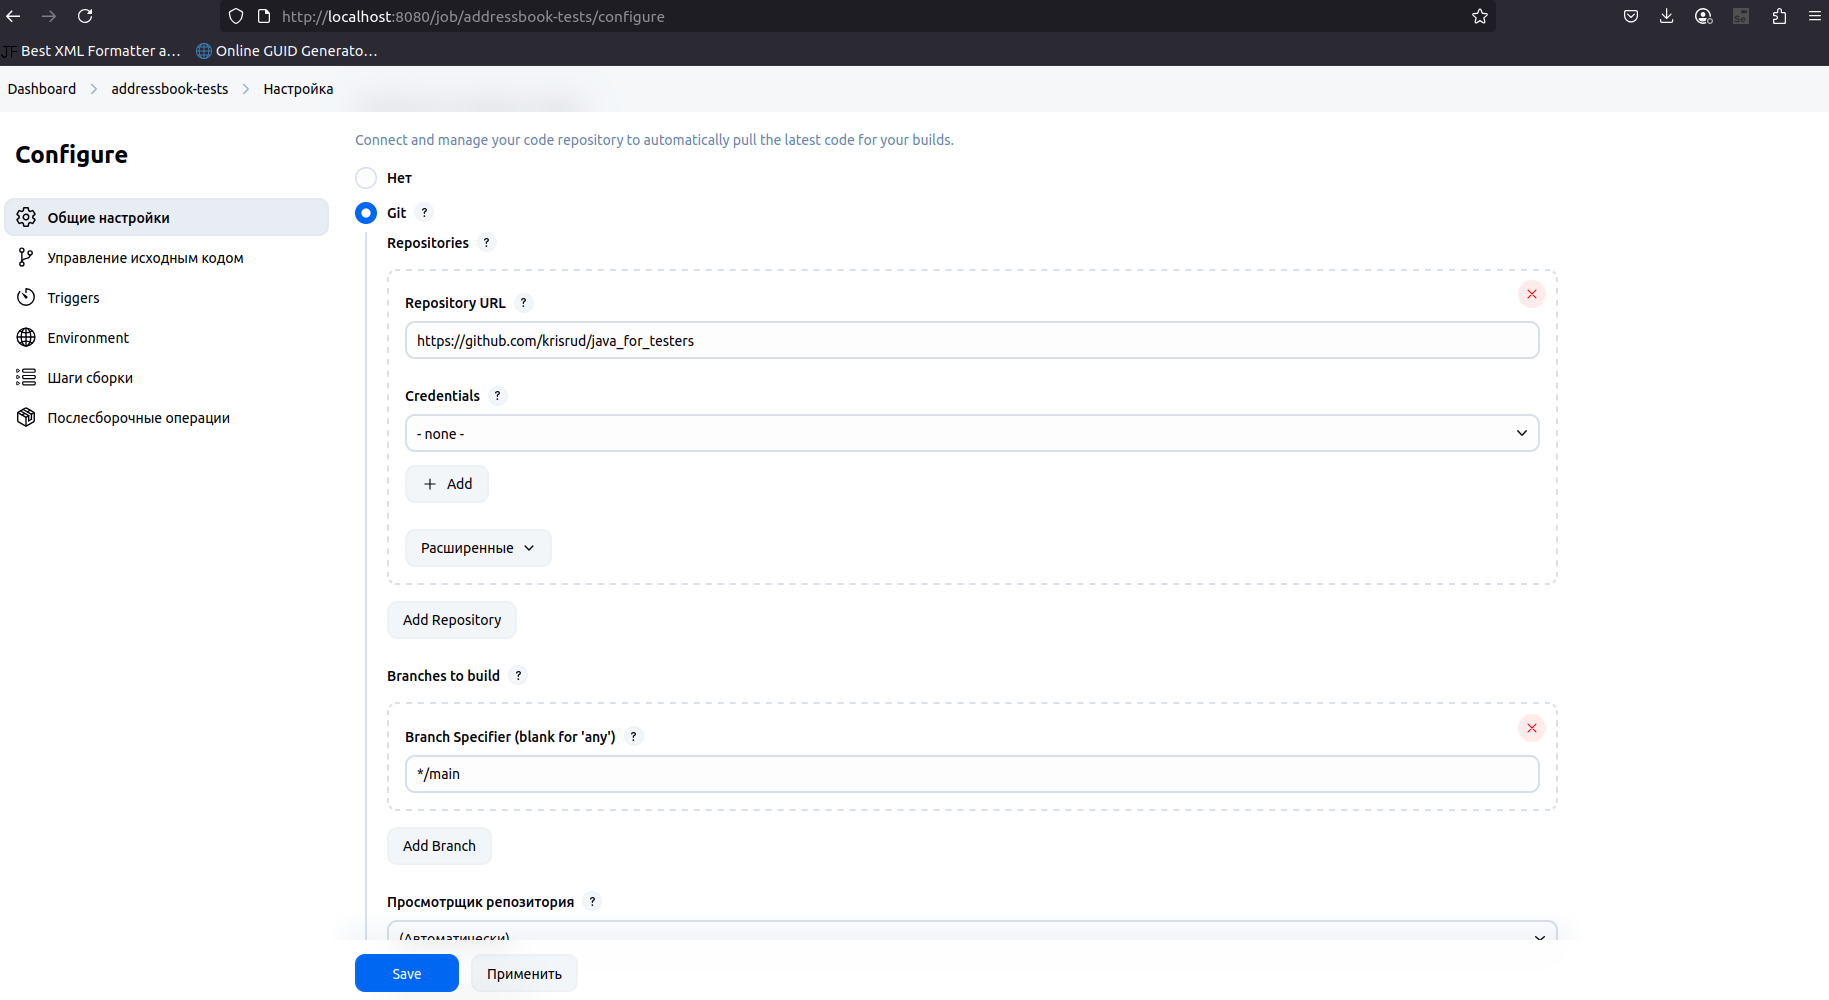 http://localhost:8080/job/addressbook-tests/configure
JF Best XML Formatter a... Online GUID Generato...
Dashboard > addressbook-tests > Настройка
Configure
Общие настройки
Управление исходным кодом
Triggers
Environment
Шаги сборки
Послесборочные операции
Connect and manage your code repository to automatically pull the latest code for your builds.
Нет
Git ?
Repositories ?
Repository URL ?
https://github.com/krisrud/java_for_testers
Credentials ?
- none -
+ Add
Расширенные
Add Repository
Branches to build ?
Branch Specifier (blank for 'any') ?
*/main
Add Branch
Просмотрщик репозитория ?
(Автоматически)
Save Применить